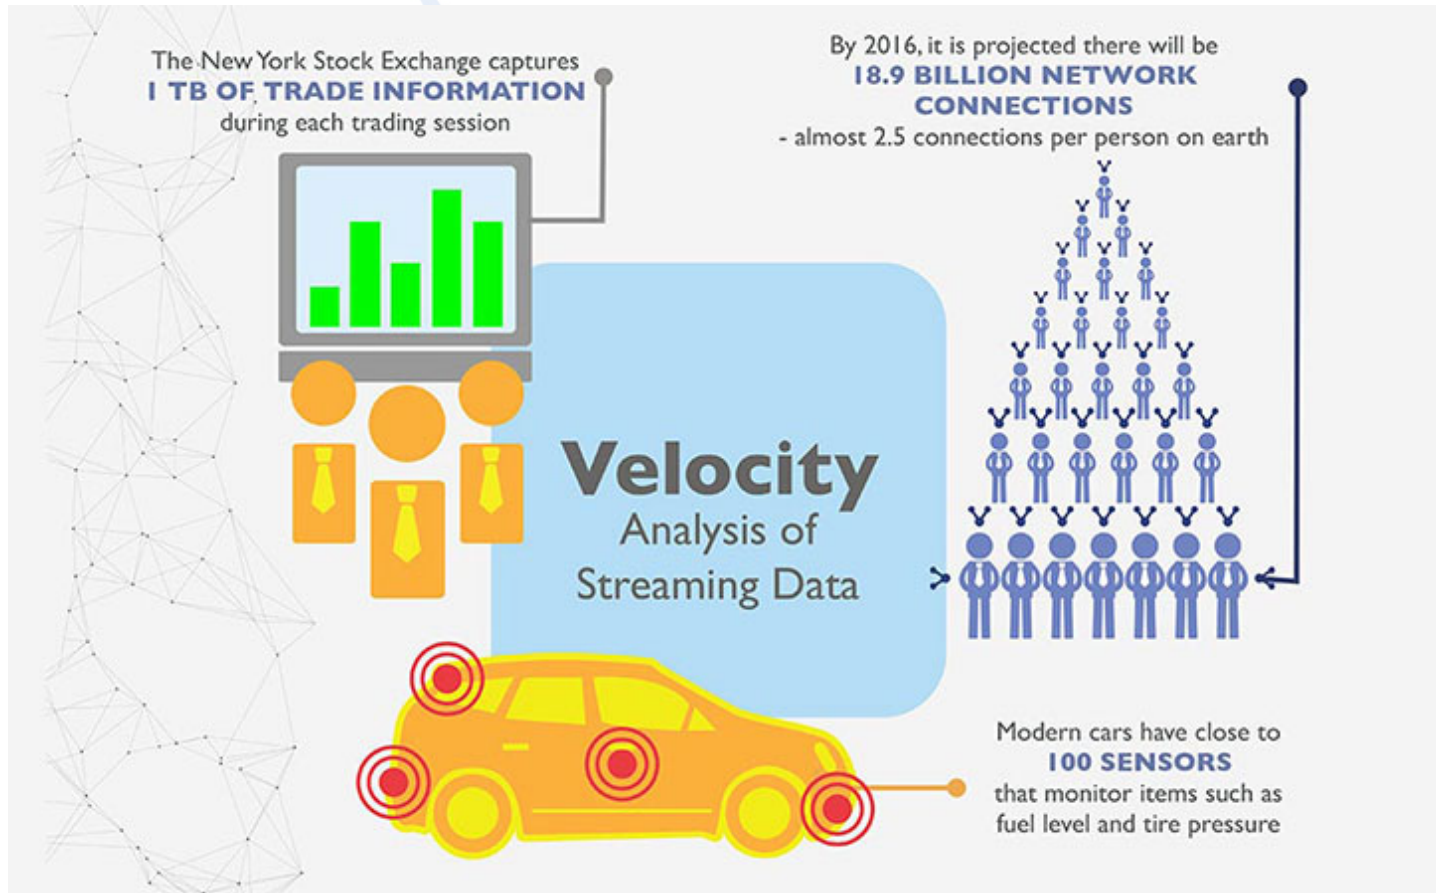 The New York Stock Exchange captures
1 TB OF TRADE INFORMATION
during each trading session
By 2016, it is projected there will be
18.9 BILLION NETWORK
CONNECTIONS
- almost 2.5 connections per person on earth
Velocity
Analysis of
Streaming Data
Modern cars have close to
100 SENSORS
that monitor items such as
fuel level and tire pressure